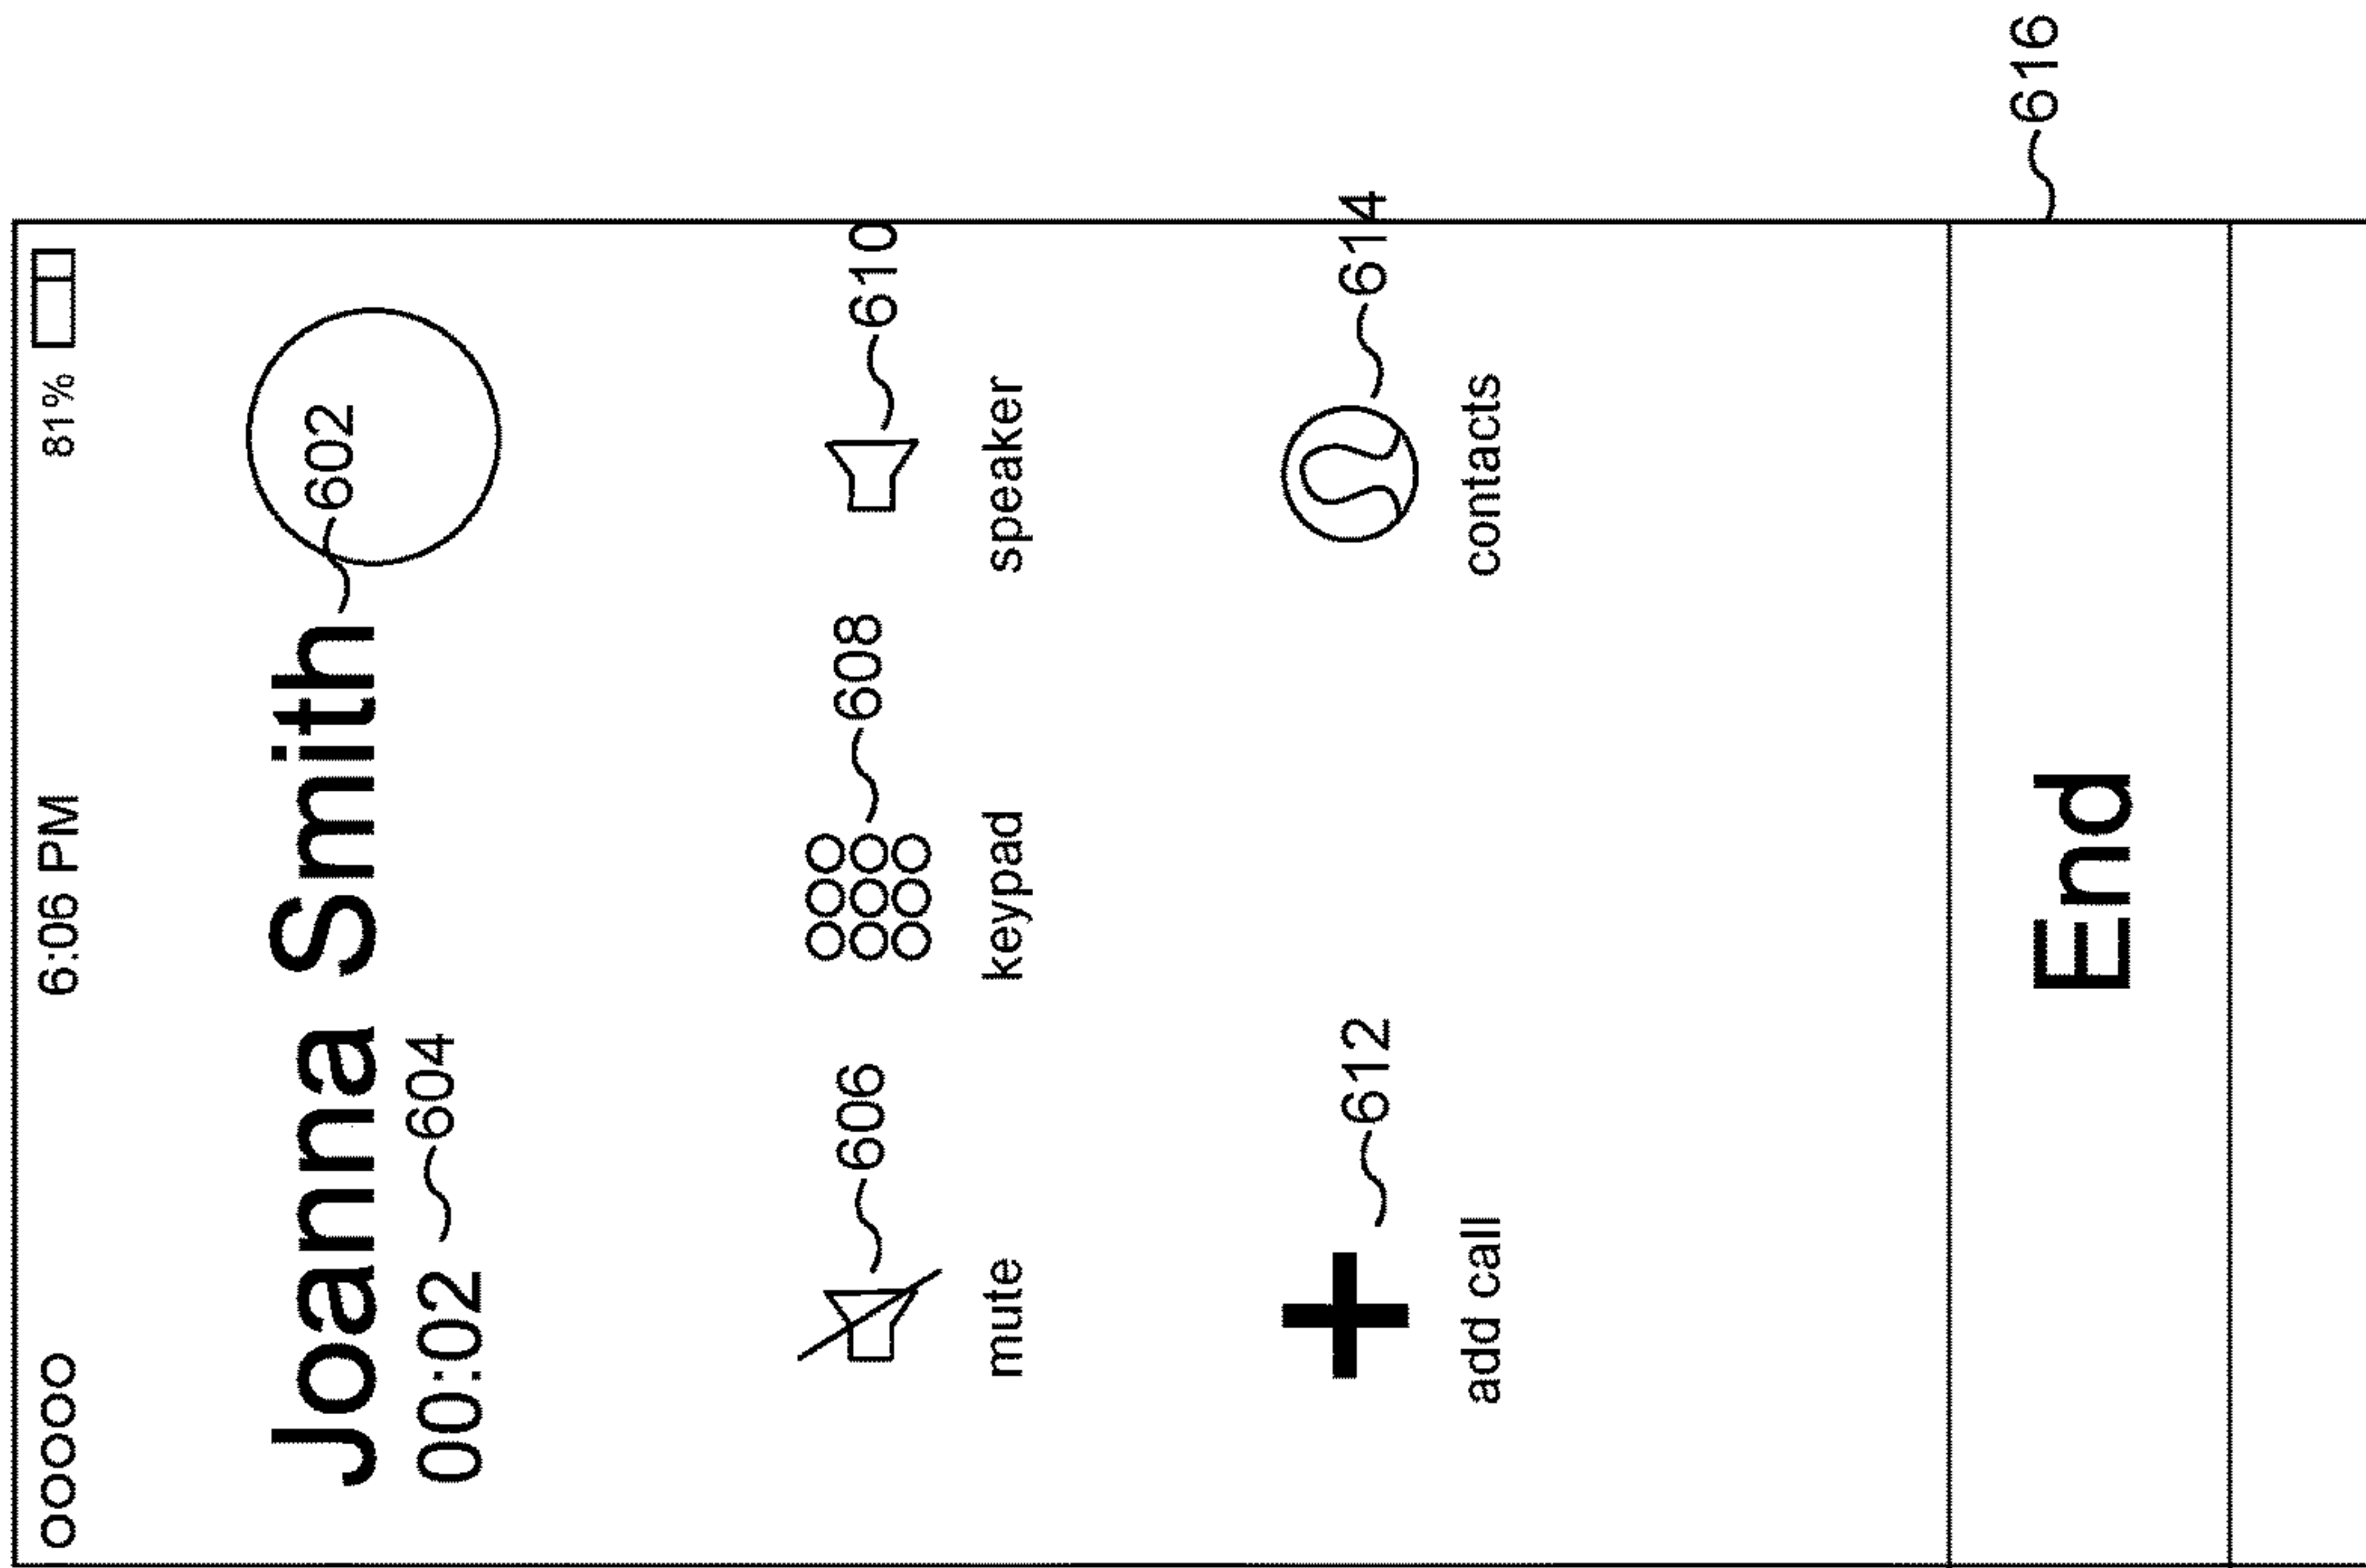 6:06 PM 81%
Joanna Smith 602
00:02 604
606 608 610
mute keypad speaker
612 614
add call contacts
End 616